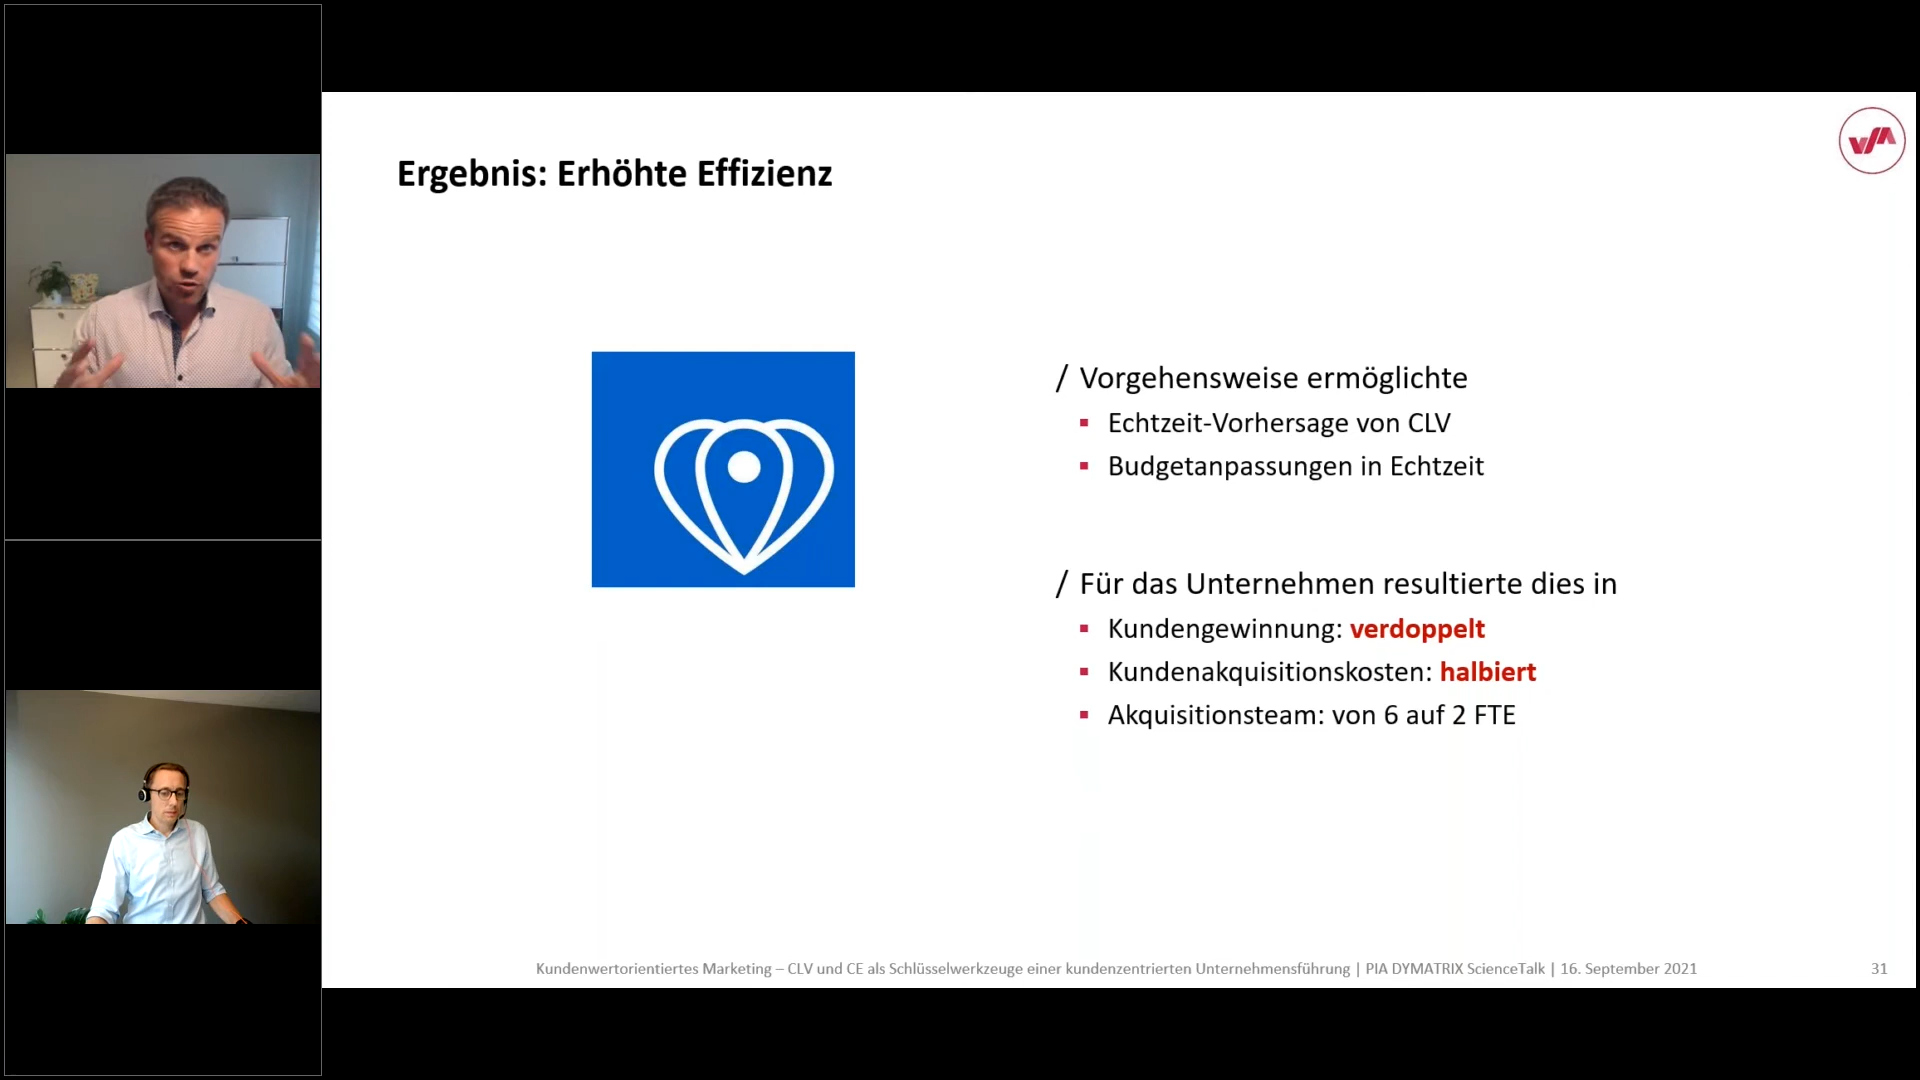 Ergebnis: Erhöhte Effizienz
/ Vorgehensweise ermöglichte
▪ Echtzeit-Vorhersage von CLV
▪ Budgetanpassungen in Echtzeit
/ Für das Unternehmen resultierte dies in
▪ Kundengewinnung: verdoppelt
▪ Kundenakquisitionskosten: halbiert
▪ Akquisitionsteam: von 6 auf 2 FTE
Kundenwertorientiertes Marketing – CLV und CE als Schlüsselwerkzeuge einer kundenzentrierten Unternehmensführung | PIA DYMATRIX ScienceTalk | 16. September 2021
31